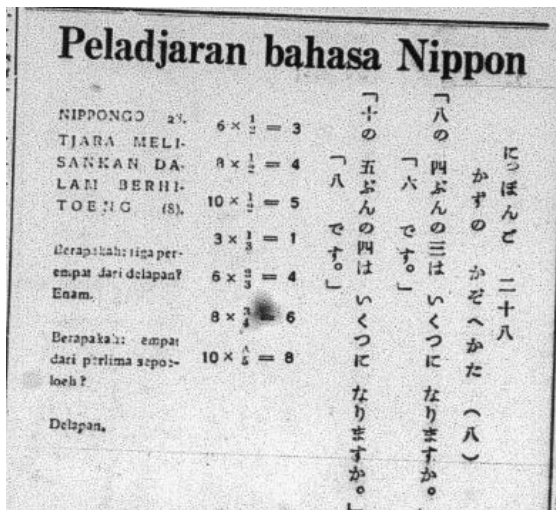 Peladjaran bahasa Nippon
NIPPONGO 28.
TJARA MELI-
SANKAN DA-
LAM BERHI-
TOENG (8).
Berapakah: tiga per-
empat dari delapan?
Enam.
Berapakah: empat
dari perlima sepoe-
loeh?
Delapan.
6 × 1/2 = 3
8 × 1/2 = 4
10 × 1/2 = 5
3 × 1/3 = 1
6 × 2/3 = 4
8 × 3/4 = 6
10 × 4/5 = 8
にっぽんご 二十八
かずの かぞへかた (八)
「八の 四ぶんの三は いくつに なりますか。
「六 です。」
「十の 五ぶんの四は いくつに なりますか。」
「八 です。」